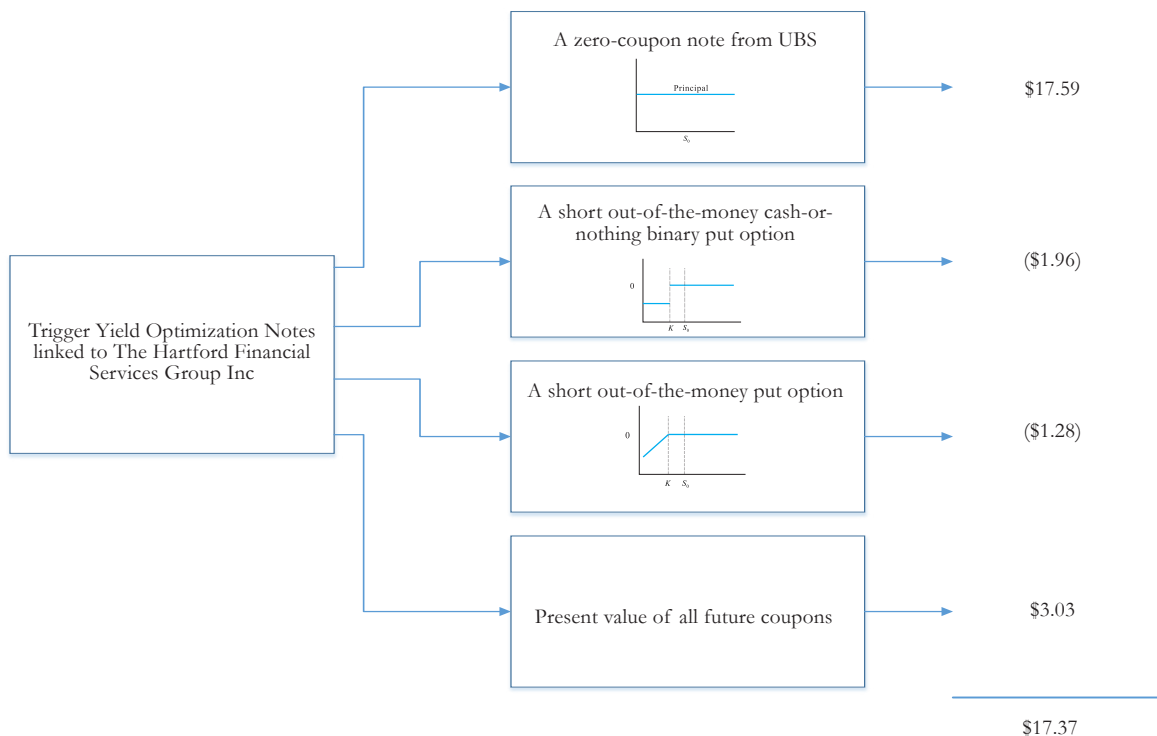 A zero-coupon note from UBS
Principal
S₀
$17.59
A short out-of-the-money cash-or-
nothing binary put option
0
K
S₀
($1.96)
Trigger Yield Optimization Notes
linked to The Hartford Financial
Services Group Inc
A short out-of-the-money put option
0
K
S₀
($1.28)
Present value of all future coupons
$3.03
$17.37